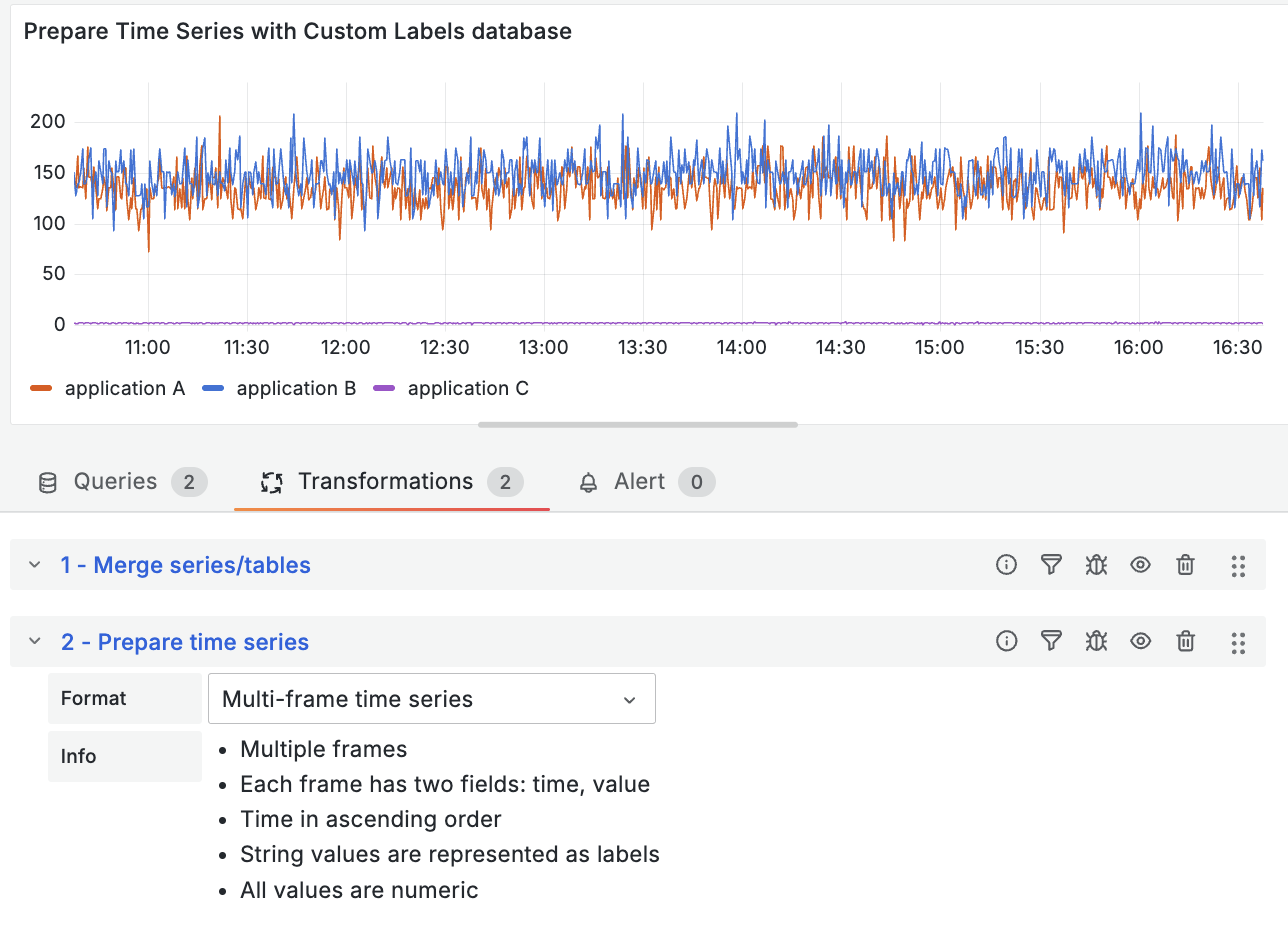 Prepare Time Series with Custom Labels database
200
150
100
50
0
11:00 11:30 12:00 12:30 13:00 13:30 14:00 14:30 15:00 15:30 16:00 16:30
application A application B application C
Queries 2 Transformations 2 Alert 0
1 - Merge series/tables
2 - Prepare time series
Format Multi-frame time series
Info
• Multiple frames
• Each frame has two fields: time, value
• Time in ascending order
• String values are represented as labels
• All values are numeric